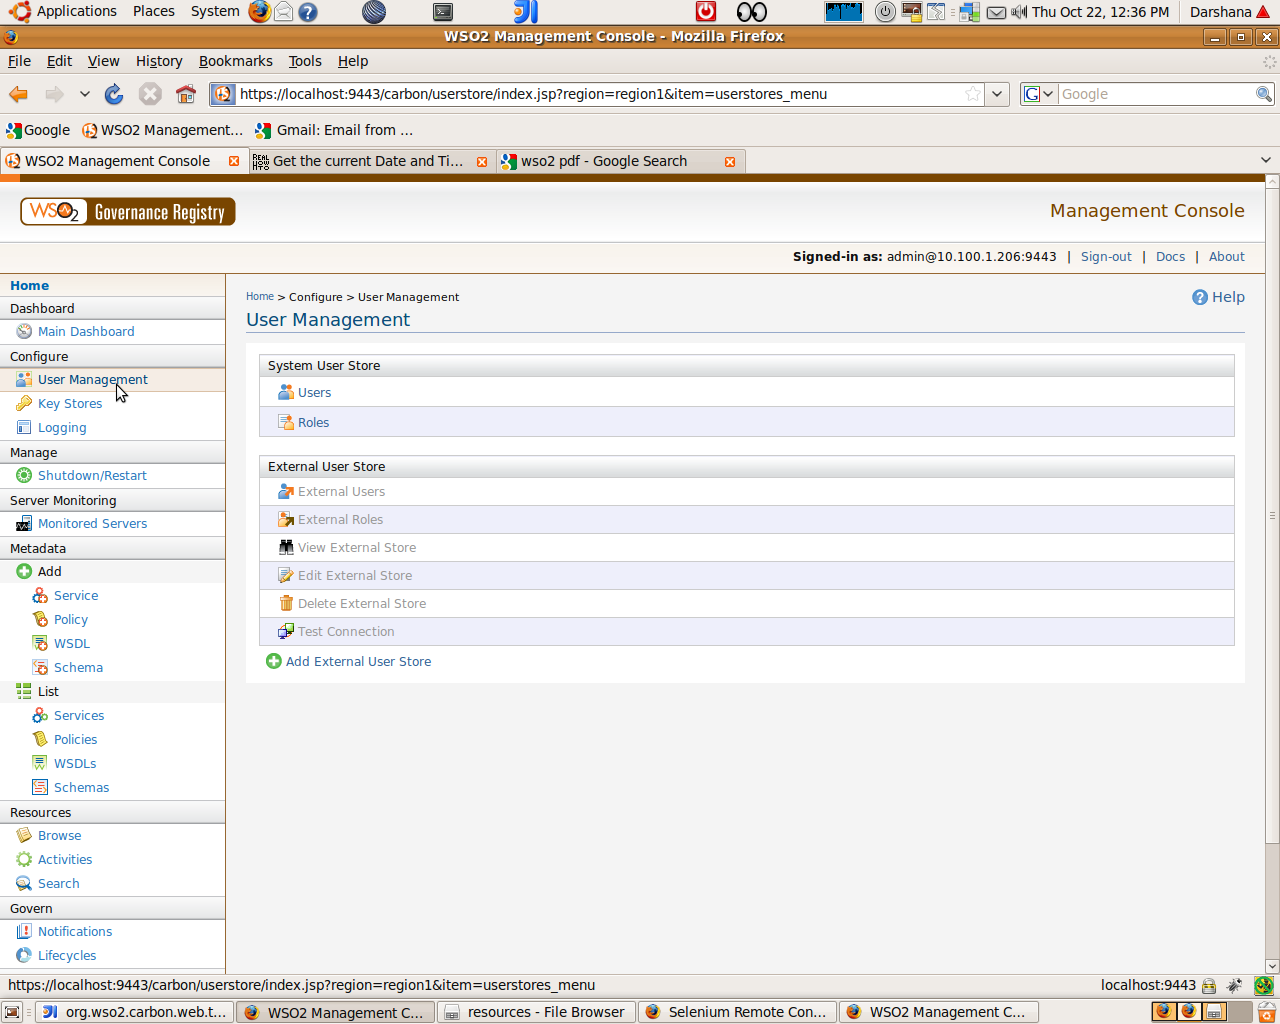 Applications Places System Thu Oct 22, 12:36 PM Darshana
WSO2 Management Console - Mozilla Firefox
File Edit View History Bookmarks Tools Help
https://localhost:9443/carbon/userstore/index.jsp?region=region1&item=userstores_menu Google
Google WSO2 Management... Gmail: Email from ...
WSO2 Management Console Get the current Date and Ti... wso2 pdf - Google Search
WSO2 Governance Registry Management Console
Signed-in as: admin@10.100.1.206:9443 | Sign-out | Docs | About
Home
Dashboard
Main Dashboard
Configure
User Management
Key Stores
Logging
Manage
Shutdown/Restart
Server Monitoring
Monitored Servers
Metadata
Add
Service
Policy
WSDL
Schema
List
Services
Policies
WSDLs
Schemas
Resources
Browse
Activities
Search
Govern
Notifications
Lifecycles
Home > Configure > User Management Help
User Management
System User Store
Users
Roles
External User Store
External Users
External Roles
View External Store
Edit External Store
Delete External Store
Test Connection
Add External User Store
https://localhost:9443/carbon/userstore/index.jsp?region=region1&item=userstores_menu localhost:9443
org.wso2.carbon.web.t... WSO2 Management C... resources - File Browser Selenium Remote Con... WSO2 Management C...